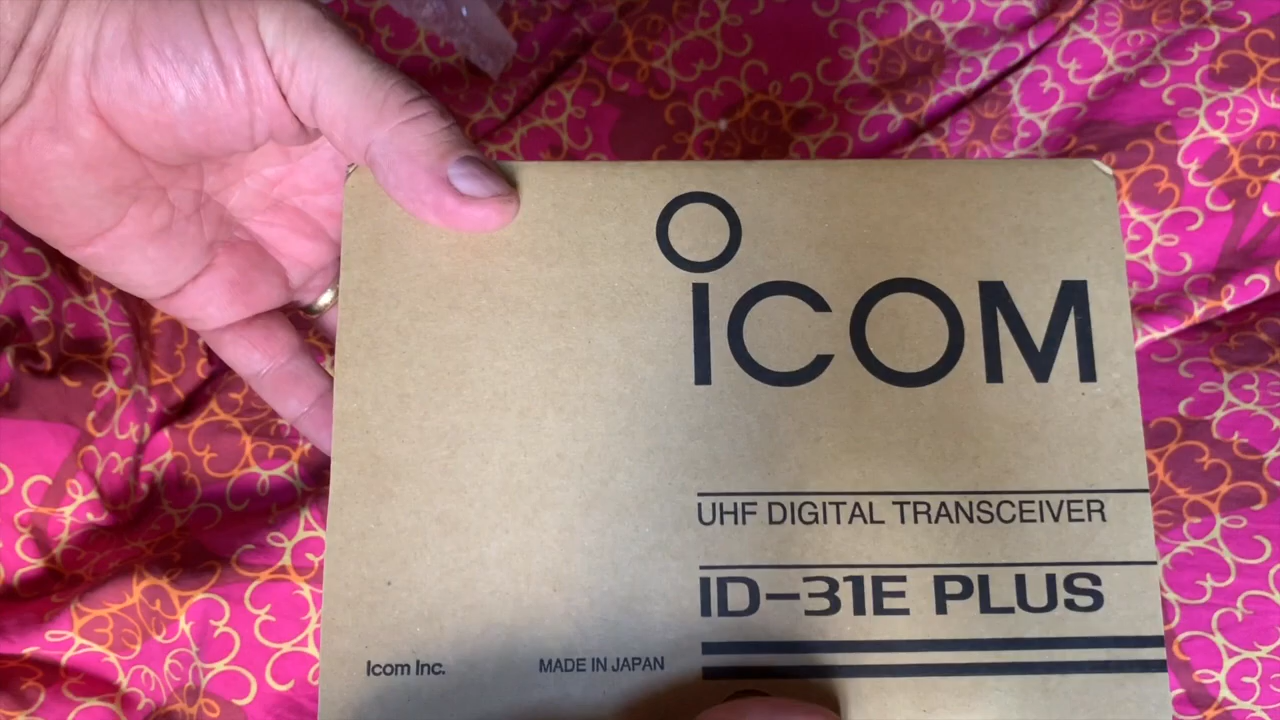 ICOM
UHF DIGITAL TRANSCEIVER
ID-31E PLUS
Icom Inc.
MADE IN JAPAN